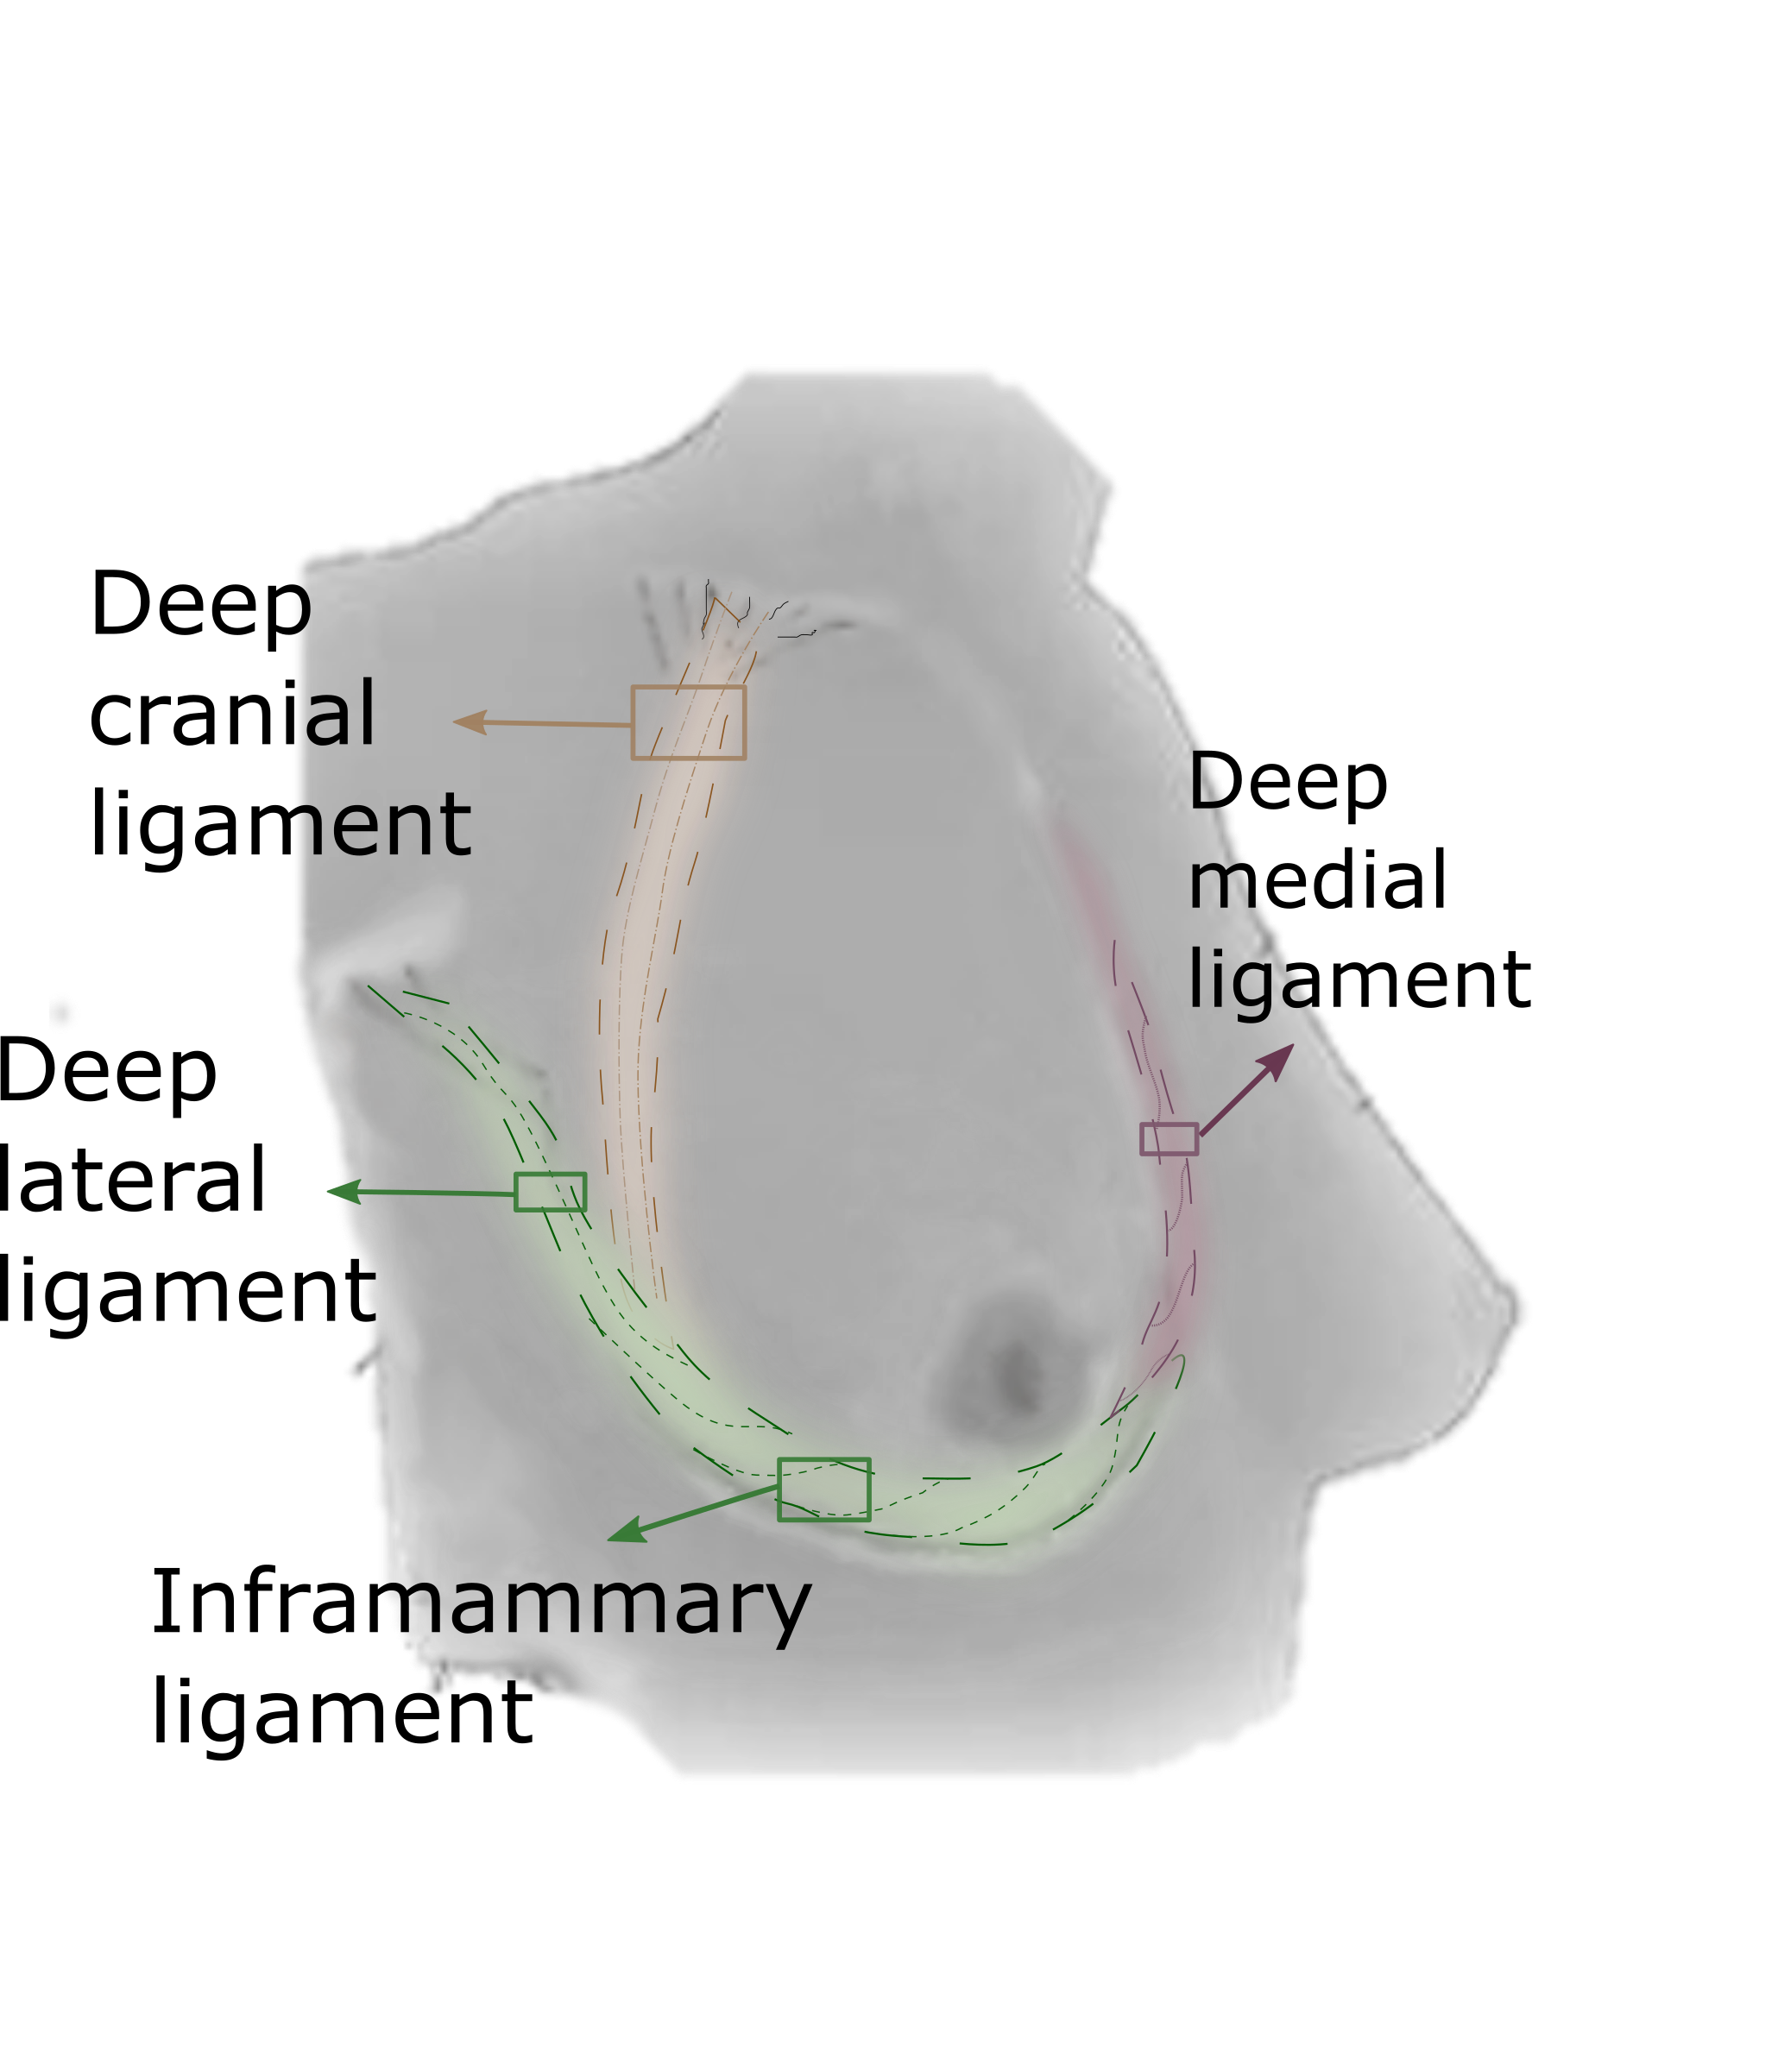 Deep
cranial
ligament
Deep
medial
ligament
Deep
lateral
ligament
Inframammary
ligament